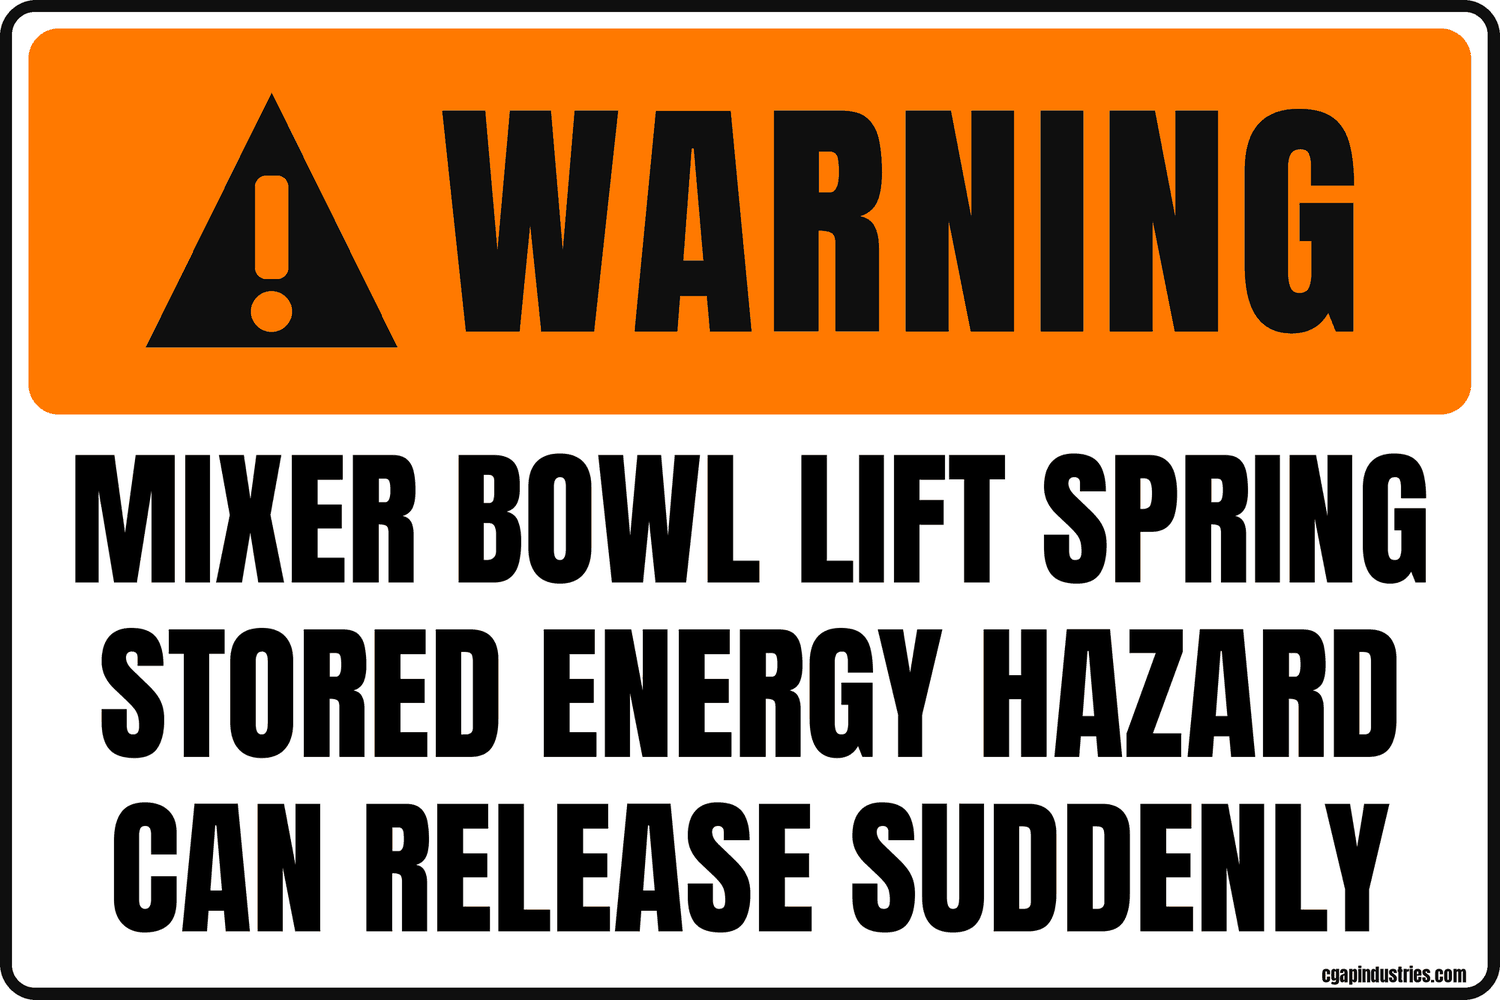 WARNING
MIXER BOWL LIFT SPRING
STORED ENERGY HAZARD
CAN RELEASE SUDDENLY
cgapindustries.com